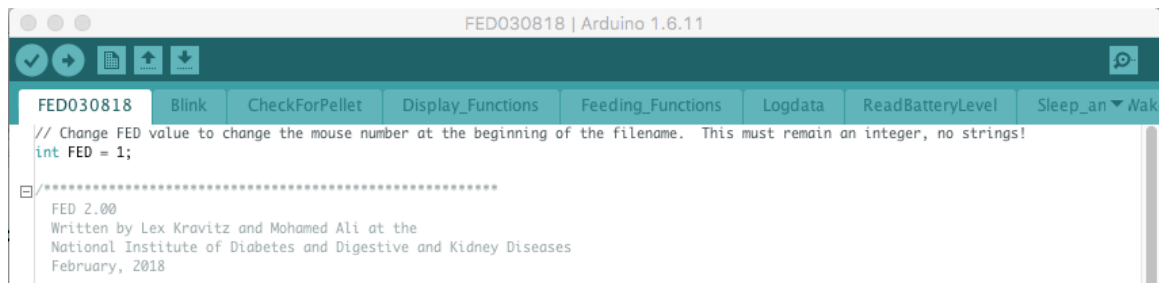 FED030818 | Arduino 1.6.11
FED030818 Blink CheckForPellet Display_Functions Feeding_Functions Logdata ReadBatteryLevel Sleep_an Wak
// Change FED value to change the mouse number at the beginning of the filename.  This must remain an integer, no strings!
int FED = 1;
/********************************************************
FED 2.00
Written by Lex Kravitz and Mohamed Ali at the
National Institute of Diabetes and Digestive and Kidney Diseases
February, 2018